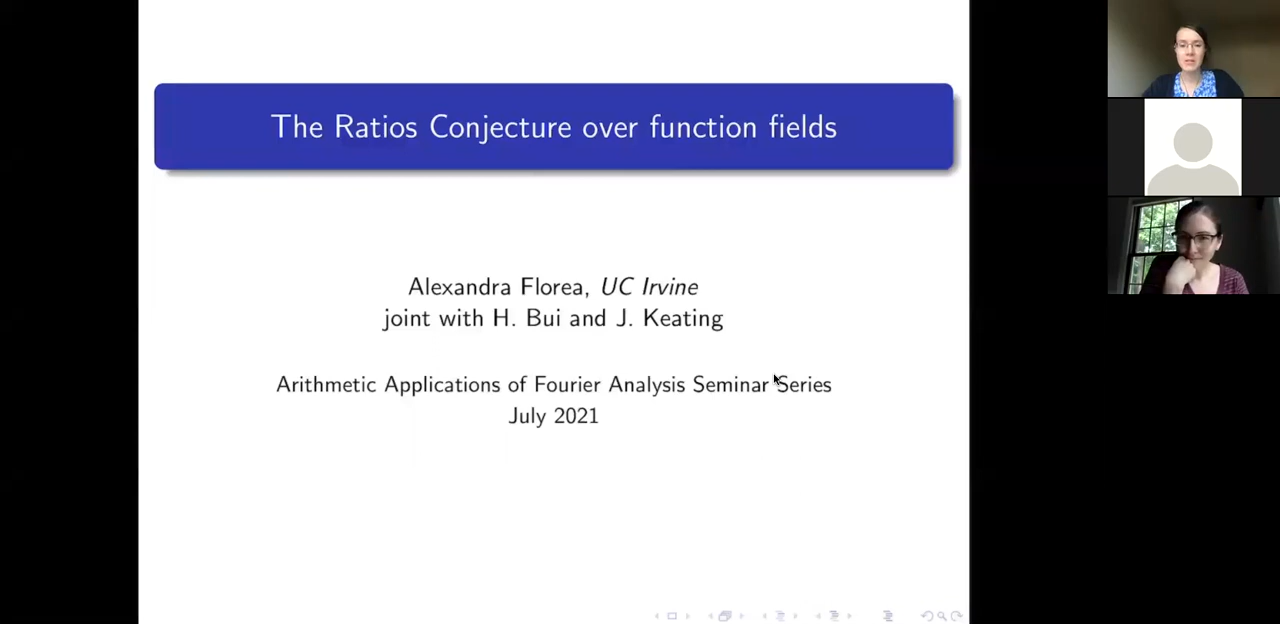 The Ratios Conjecture over function fields
Alexandra Florea, UC Irvine
joint with H. Bui and J. Keating
Arithmetic Applications of Fourier Analysis Seminar Series
July 2021